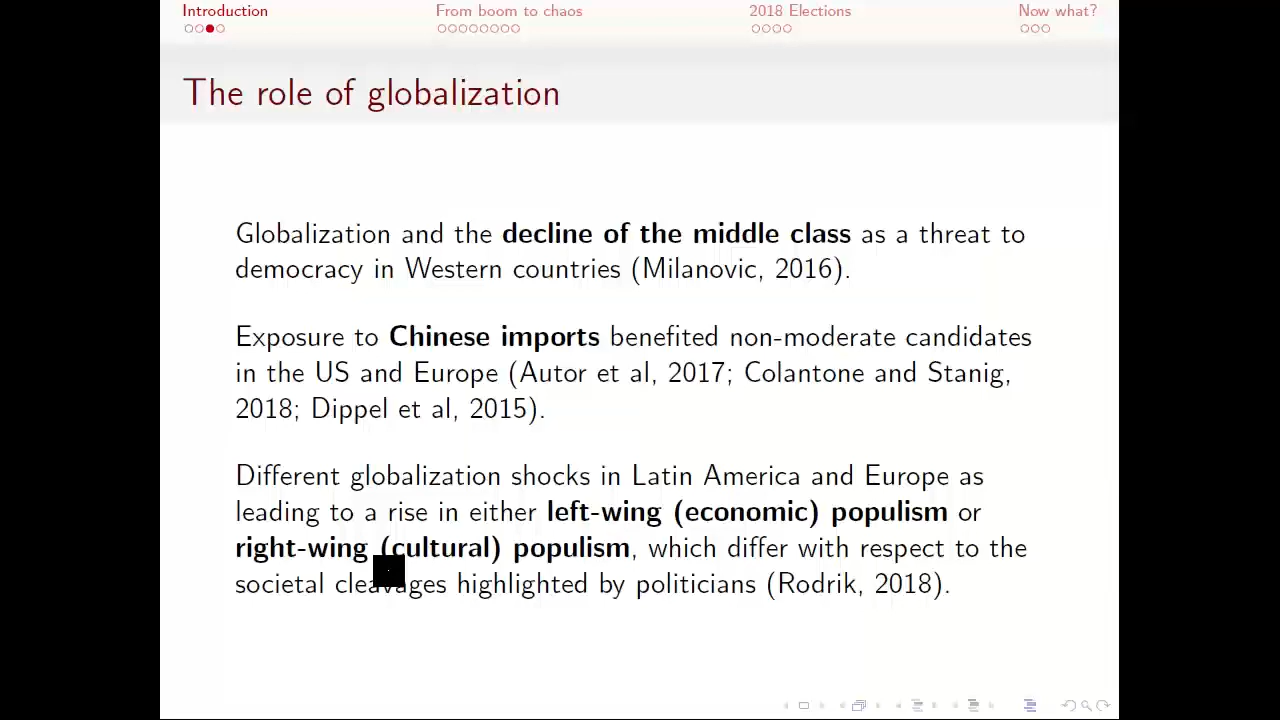 Introduction From boom to chaos 2018 Elections Now what?
The role of globalization
Globalization and the decline of the middle class as a threat to
democracy in Western countries (Milanovic, 2016).
Exposure to Chinese imports benefited non-moderate candidates
in the US and Europe (Autor et al, 2017; Colantone and Stanig,
2018; Dippel et al, 2015).
Different globalization shocks in Latin America and Europe as
leading to a rise in either left-wing (economic) populism or
right-wing (cultural) populism, which differ with respect to the
societal cleavages highlighted by politicians (Rodrik, 2018).